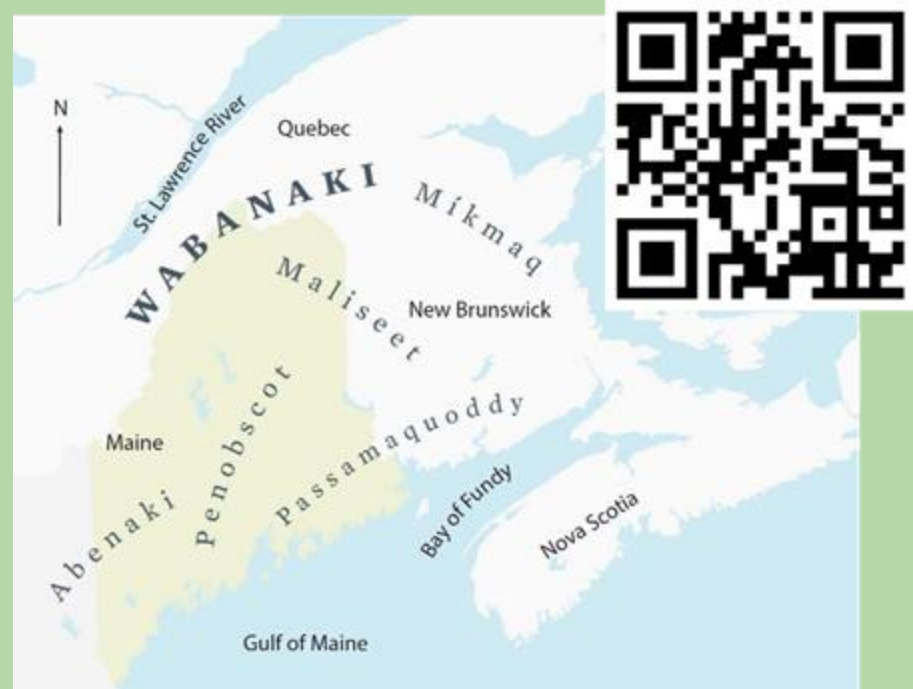 N
St. Lawrence River
Quebec
WABANAKI
Míkmaq
Maliseet
New Brunswick
Maine
Penobscot
Passamaquoddy
Abenaki
Bay of Fundy
Nova Scotia
Gulf of Maine